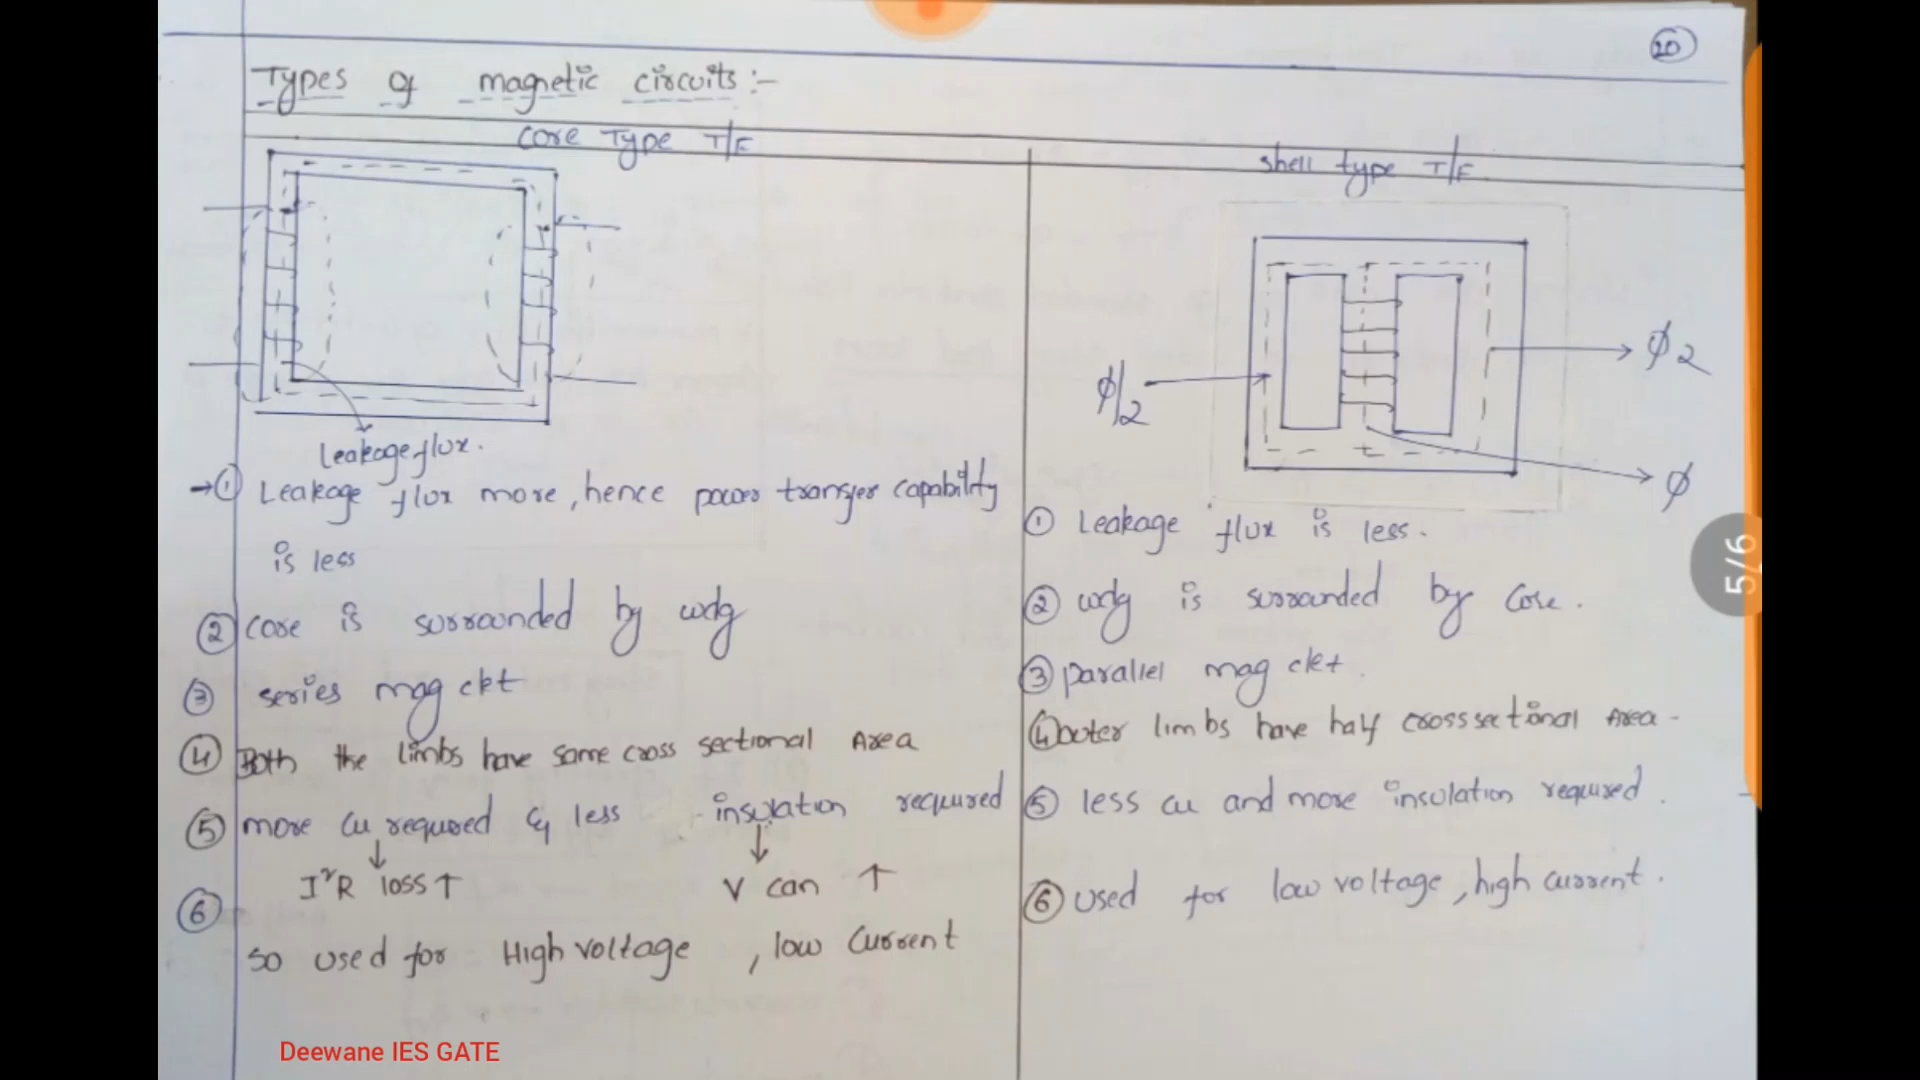 20
Types of magnetic circuits :-
Core Type T/F
Leakage flux.
→① Leakage flux more, hence power transfer capability
is less
② core is surrounded by wdg
③ series mag ckt
④ Both the limbs have same cross sectional Area
⑤ more cu required & less insulation required
I²R loss↑ V can ↑
⑥
so used for High voltage, low Current
shell type T/F
ϕ/2
ϕ2
ϕ
① Leakage flux is less.
② wdg is surrounded by Core.
③ parallel mag ckt.
④ outer limbs have half cross sectional Area-
⑤ less cu and more insulation required.
⑥ used for low voltage, high current.
5/6
Deewane IES GATE